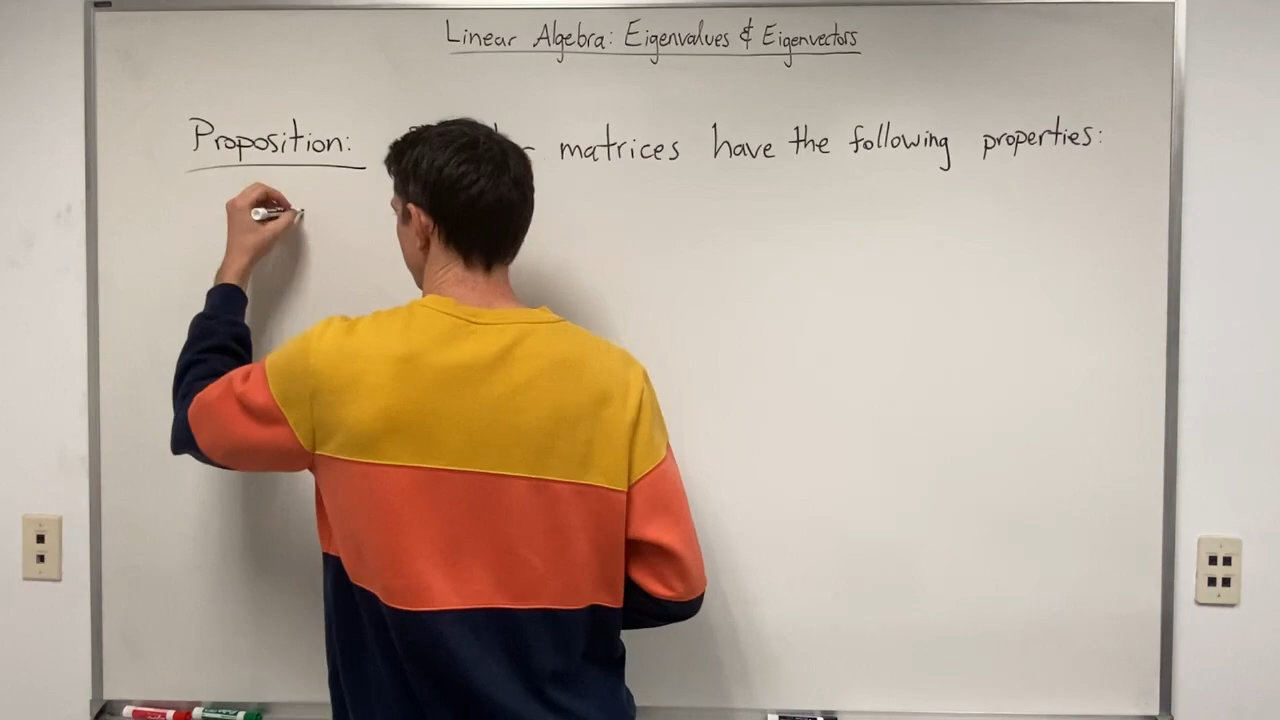 Linear Algebra: Eigenvalues & Eigenvectors
Proposition: matrices have the following properties: